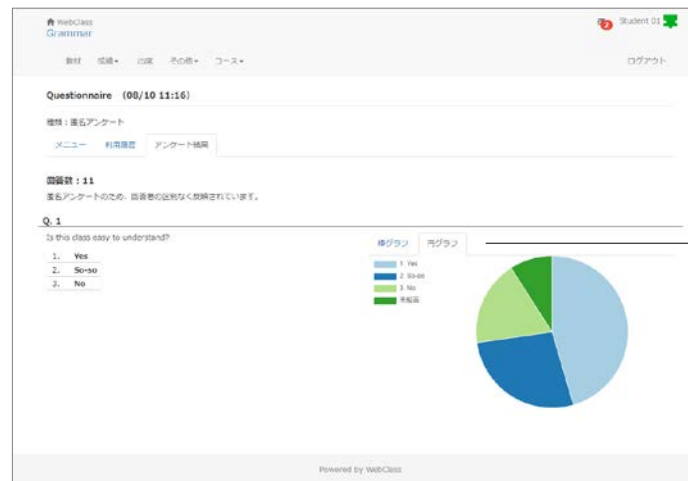 WebClass
Grammar
2
Student 01
教材 成績 出席 その他 コース
ログアウト
Questionnaire (08/10 11:16)
種類：匿名アンケート
メニュー 利用履歴 アンケート結果
回答数：11
匿名アンケートのため、回答者の区別なく反映されています。
Q. 1
Is this class easy to understand?
1. Yes
2. So-so
3. No
棒グラフ 円グラフ
1. Yes
2. So-so
3. No
未解答
Powered by WebClass